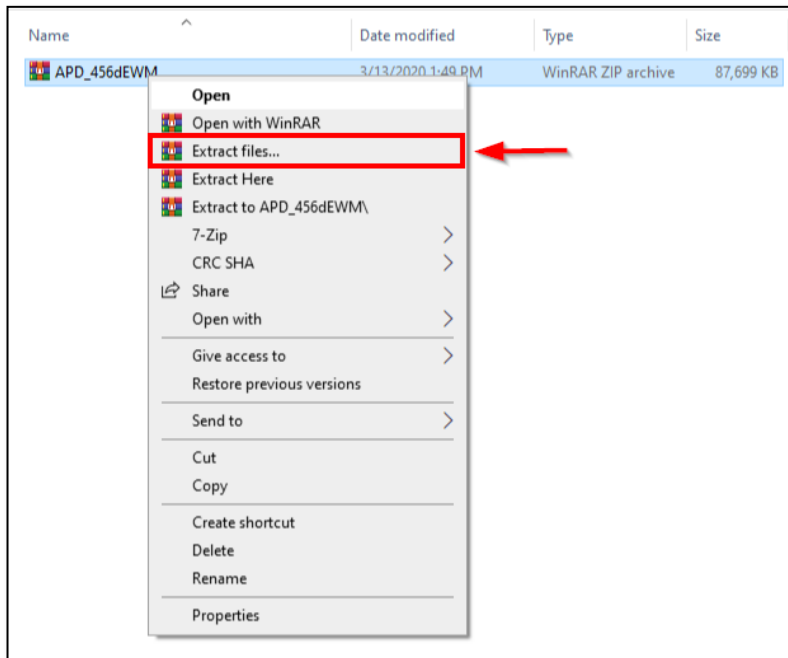 Name Date modified Type Size
APD_456dEWM 3/13/2020 1:49 PM WinRAR ZIP archive 87,699 KB
Open
Open with WinRAR
Extract files...
Extract Here
Extract to APD_456dEWM\
7-Zip
CRC SHA
Share
Open with
Give access to
Restore previous versions
Send to
Cut
Copy
Create shortcut
Delete
Rename
Properties